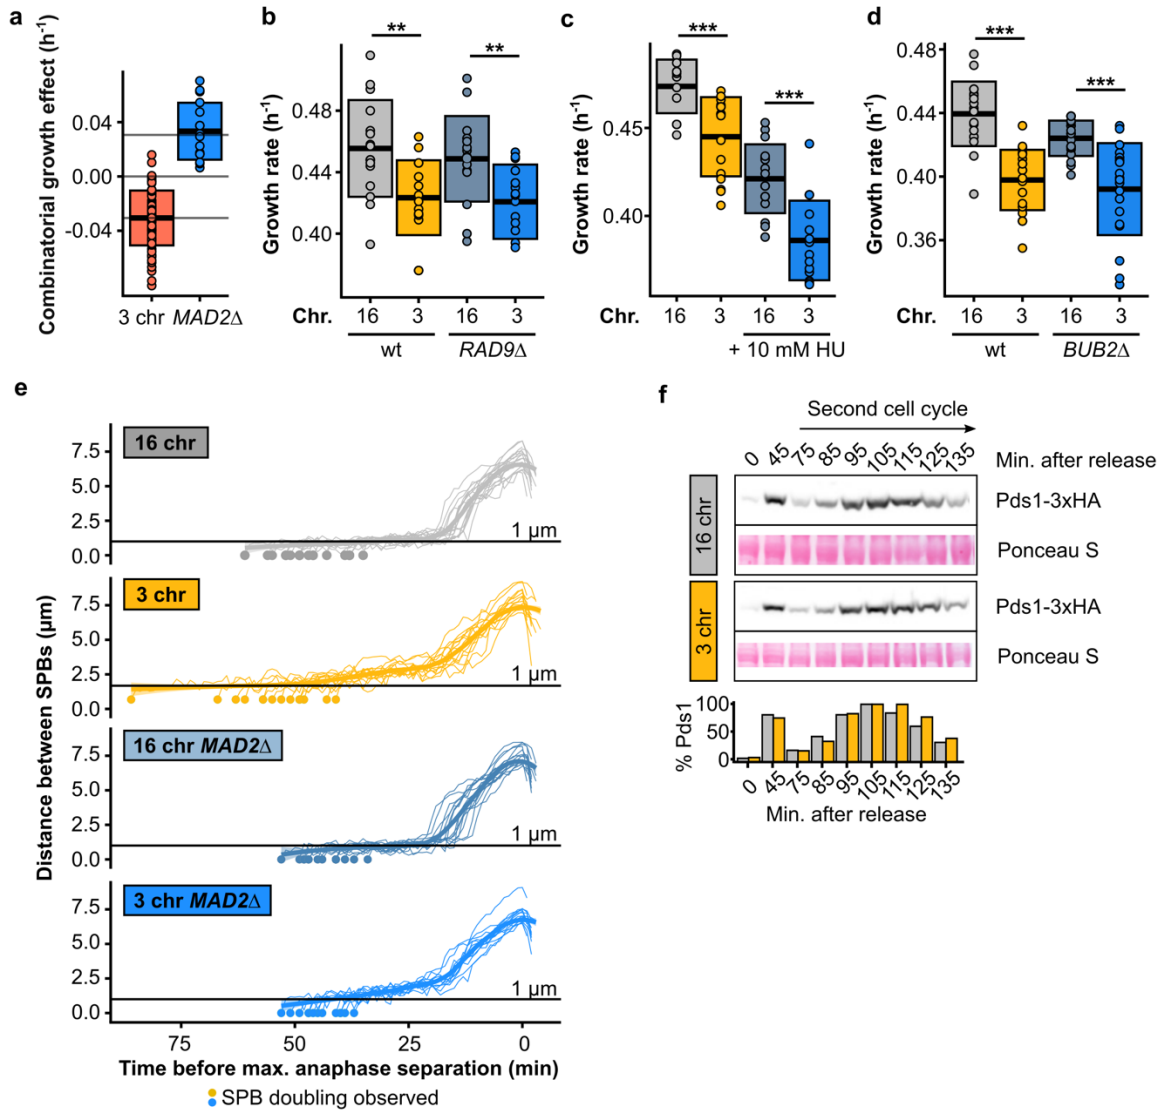 a
Combinatorial growth effect (h-1)
0.04
0.00
-0.04
3 chr MAD2Δ
b
Growth rate (h-1)
**
**
0.48
0.44
0.40
Chr. 16 3 16 3
wt RAD9Δ
c
Growth rate (h-1)
***
***
0.45
0.40
16 3 16 3
+ 10 mM HU
d
Growth rate (h-1)
***
***
0.48
0.44
0.40
0.36
Chr. 16 3 16 3
wt BUB2Δ
e
Distance between SPBs (µm)
16 chr
7.5
5.0
2.5
0.0
1 µm
3 chr
7.5
5.0
2.5
0.0
1 µm
16 chr MAD2Δ
7.5
5.0
2.5
0.0
1 µm
3 chr MAD2Δ
7.5
5.0
2.5
0.0
1 µm
75 50 25 0
Time before max. anaphase separation (min)
SPB doubling observed
f
Second cell cycle
0 45 75 85 95 105 115 125 135 Min. after release
16 chr
Pds1-3xHA
Ponceau S
3 chr
Pds1-3xHA
Ponceau S
% Pds1
100
50
0
0 45 75 85 95 105 115 125 135
Min. after release